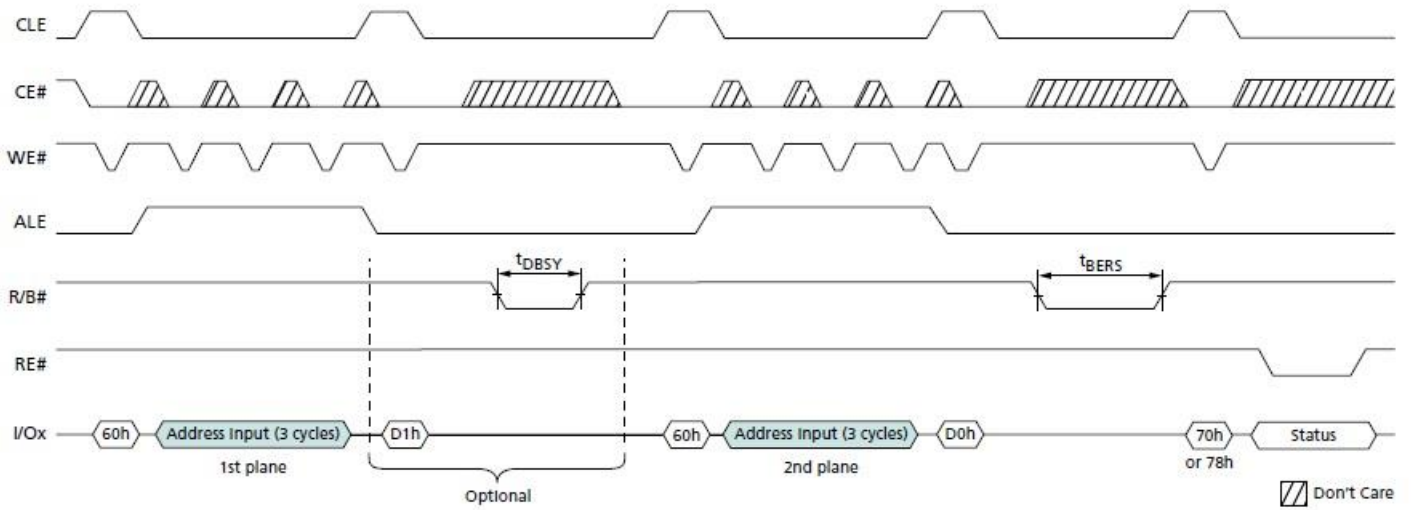 CLE
CE#
WE#
ALE
tDBSY
tBERS
R/B#
RE#
I/Ox
60h
Address Input (3 cycles)
D1h
60h
Address Input (3 cycles)
D0h
70h
Status
1st plane
2nd plane
or 78h
Optional
Don't Care